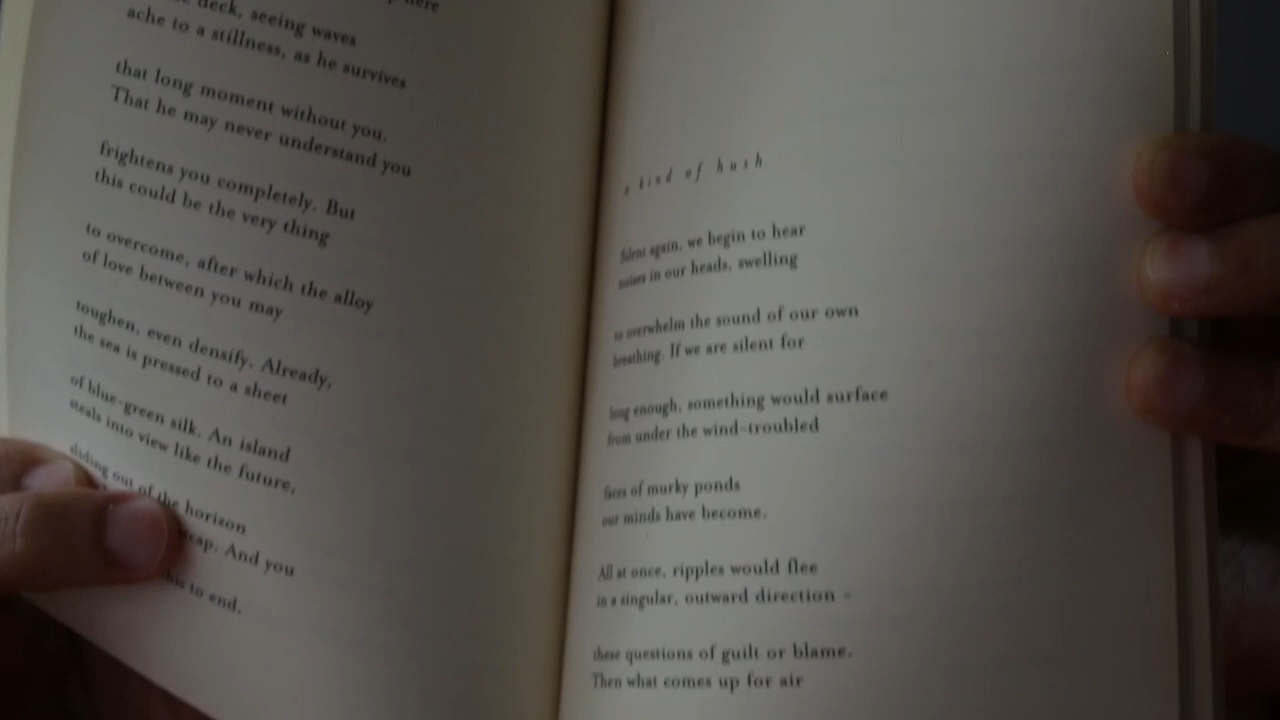 here
deck, seeing waves
ache to a stillness, as he survives
that long moment without you.
That he may never understand you
frightens you completely. But
this could be the very thing
to overcome, after which the alloy
of love between you may
toughen, even densify. Already,
the sea is pressed to a sheet
of blue-green silk. An island
steals into view like the future,
sliding out of the horizon
And you
to end.
a kind of hush
Silent again, we begin to hear
noises in our heads, swelling
to overwhelm the sound of our own
breathing. If we are silent for
long enough, something would surface
from under the wind-troubled
faces of murky ponds
our minds have become.
All at once, ripples would flee
in a singular, outward direction –
these questions of guilt or blame.
Then what comes up for air